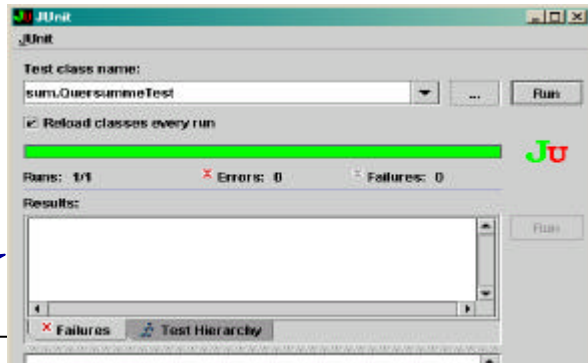 JU JUnit
JUnit
Test class name:
sum.QuersummeTest
... Run
Reload classes every run
JU
Runs: 1/1 Errors: 0 Failures: 0
Results:
Run
Failures Test Hierarchy